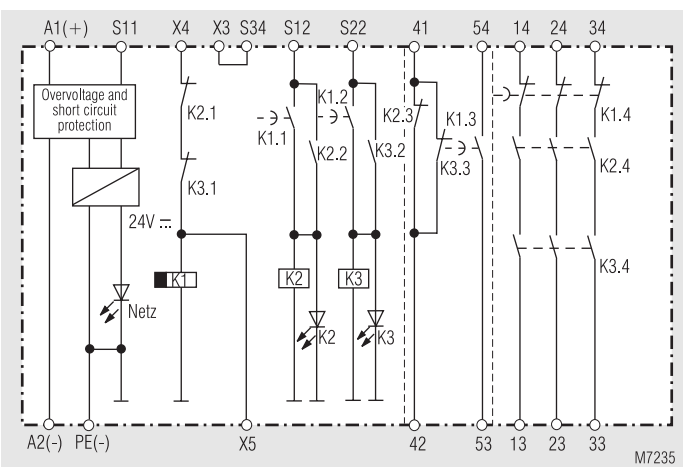 A1(+) S11 X4 X3 S34 S12 S22 41 54 14 24 34
Overvoltage and
short circuit
protection
K2.1
K1.1
K1.2
K2.2
K2.3
K1.3
K3.2
K3.3
K1.4
K2.4
K3.1
24V
K1
K2
K3
K3.4
Netz
K2
K3
A2(-) PE(-) X5 42 53 13 23 33
M7235